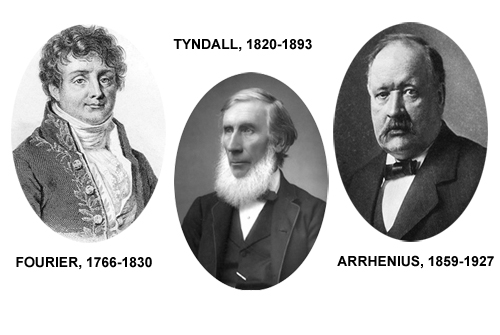 TYNDALL, 1820-1893
FOURIER, 1766-1830
ARRHENIUS, 1859-1927